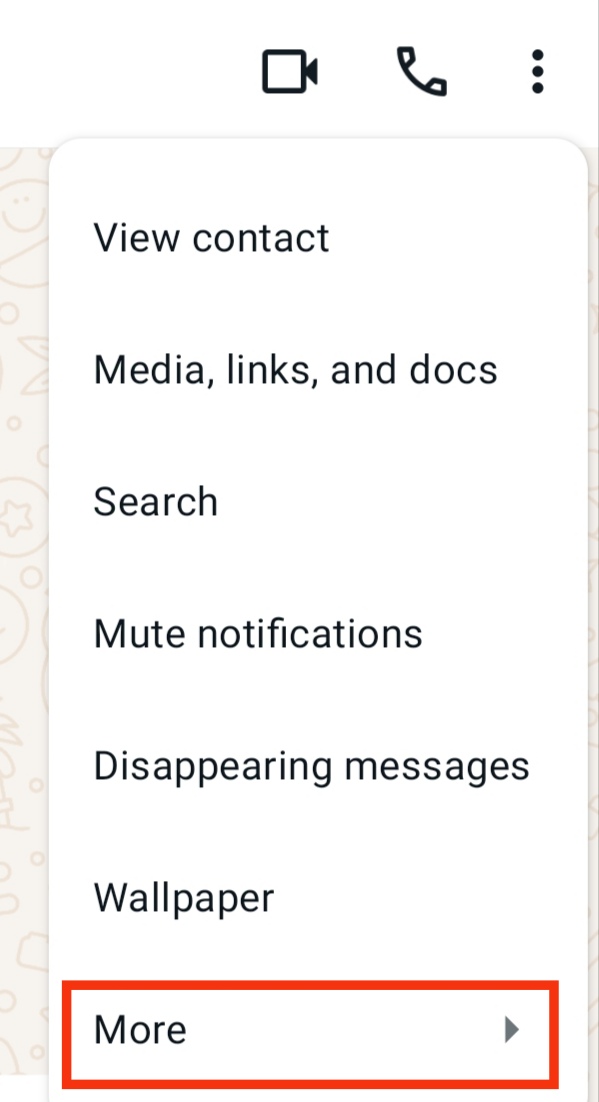 View contact
Media, links, and docs
Search
Mute notifications
Disappearing messages
Wallpaper
More